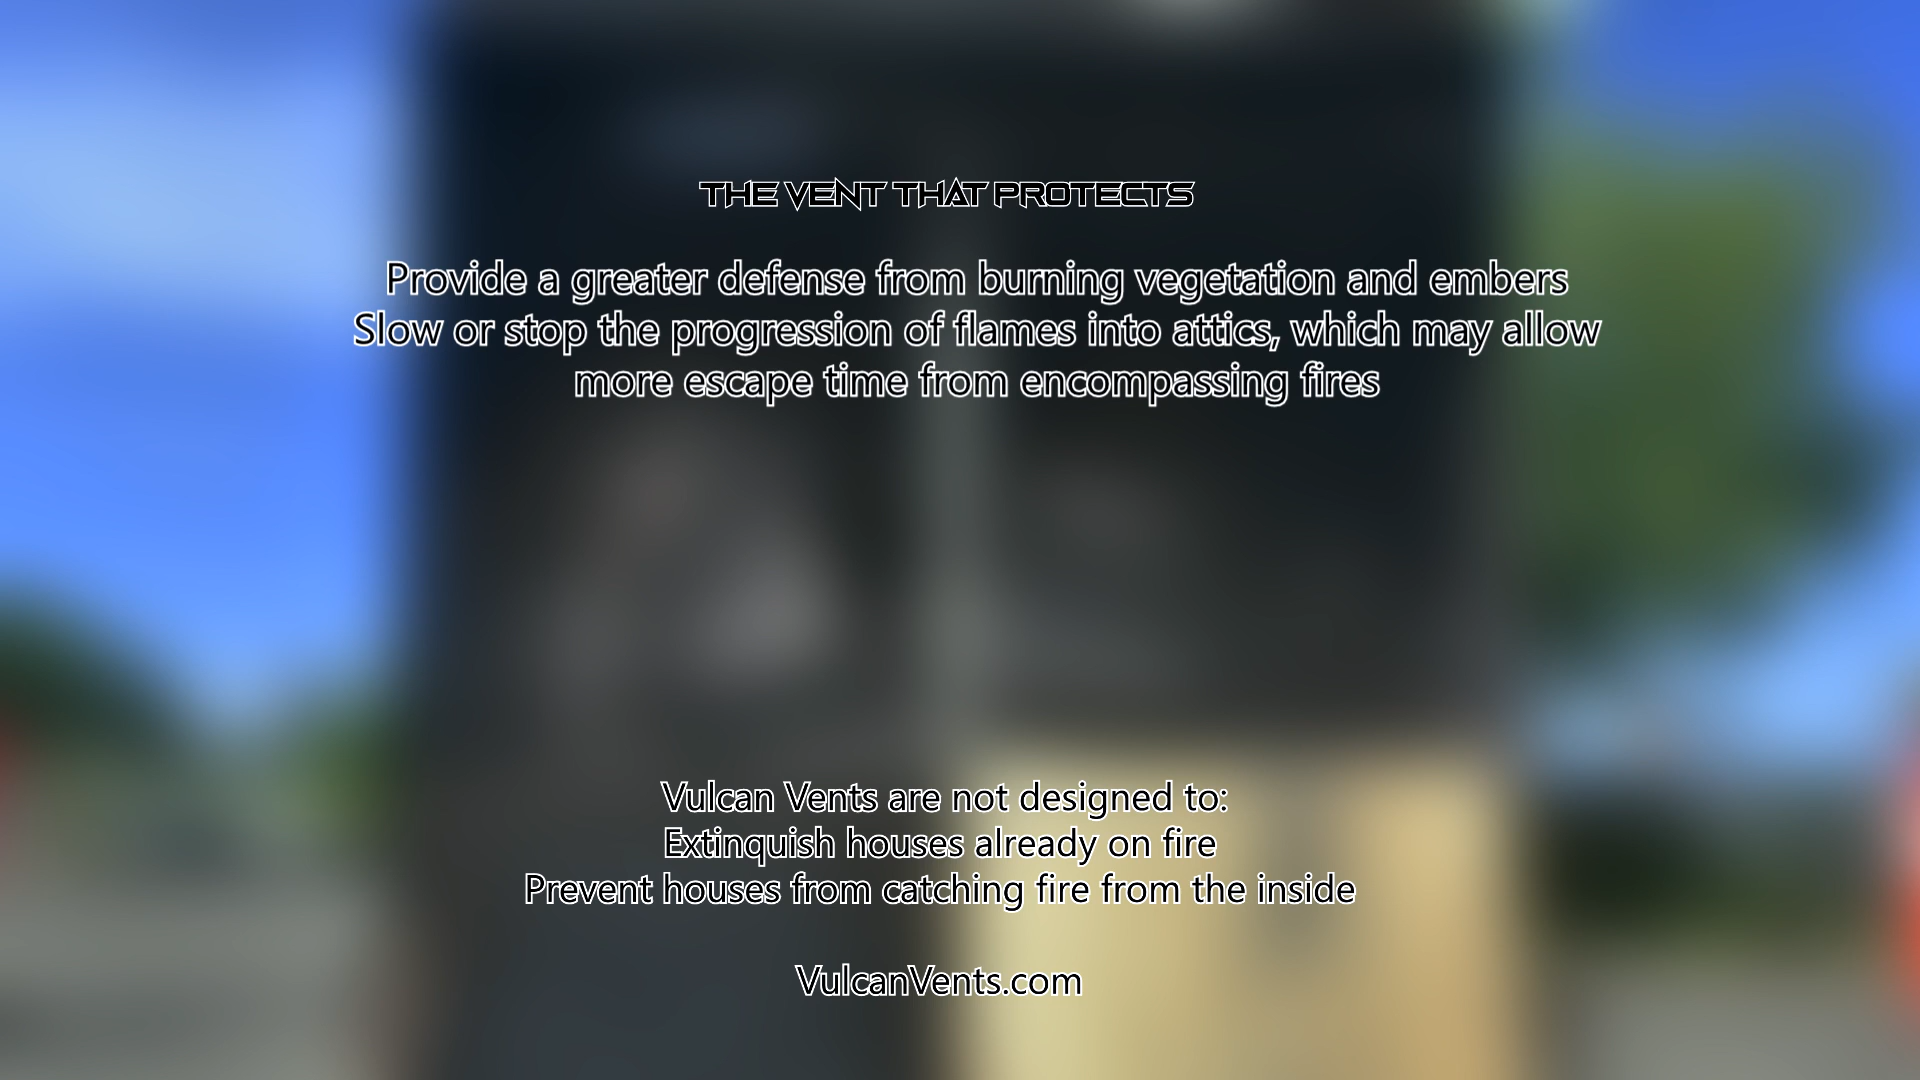 THE VENT THAT PROTECTS
Provide a greater defense from burning vegetation and embers
Slow or stop the progression of flames into attics, which may allow
more escape time from encompassing fires
Vulcan Vents are not designed to:
Extinquish houses already on fire
Prevent houses from catching fire from the inside
VulcanVents.com